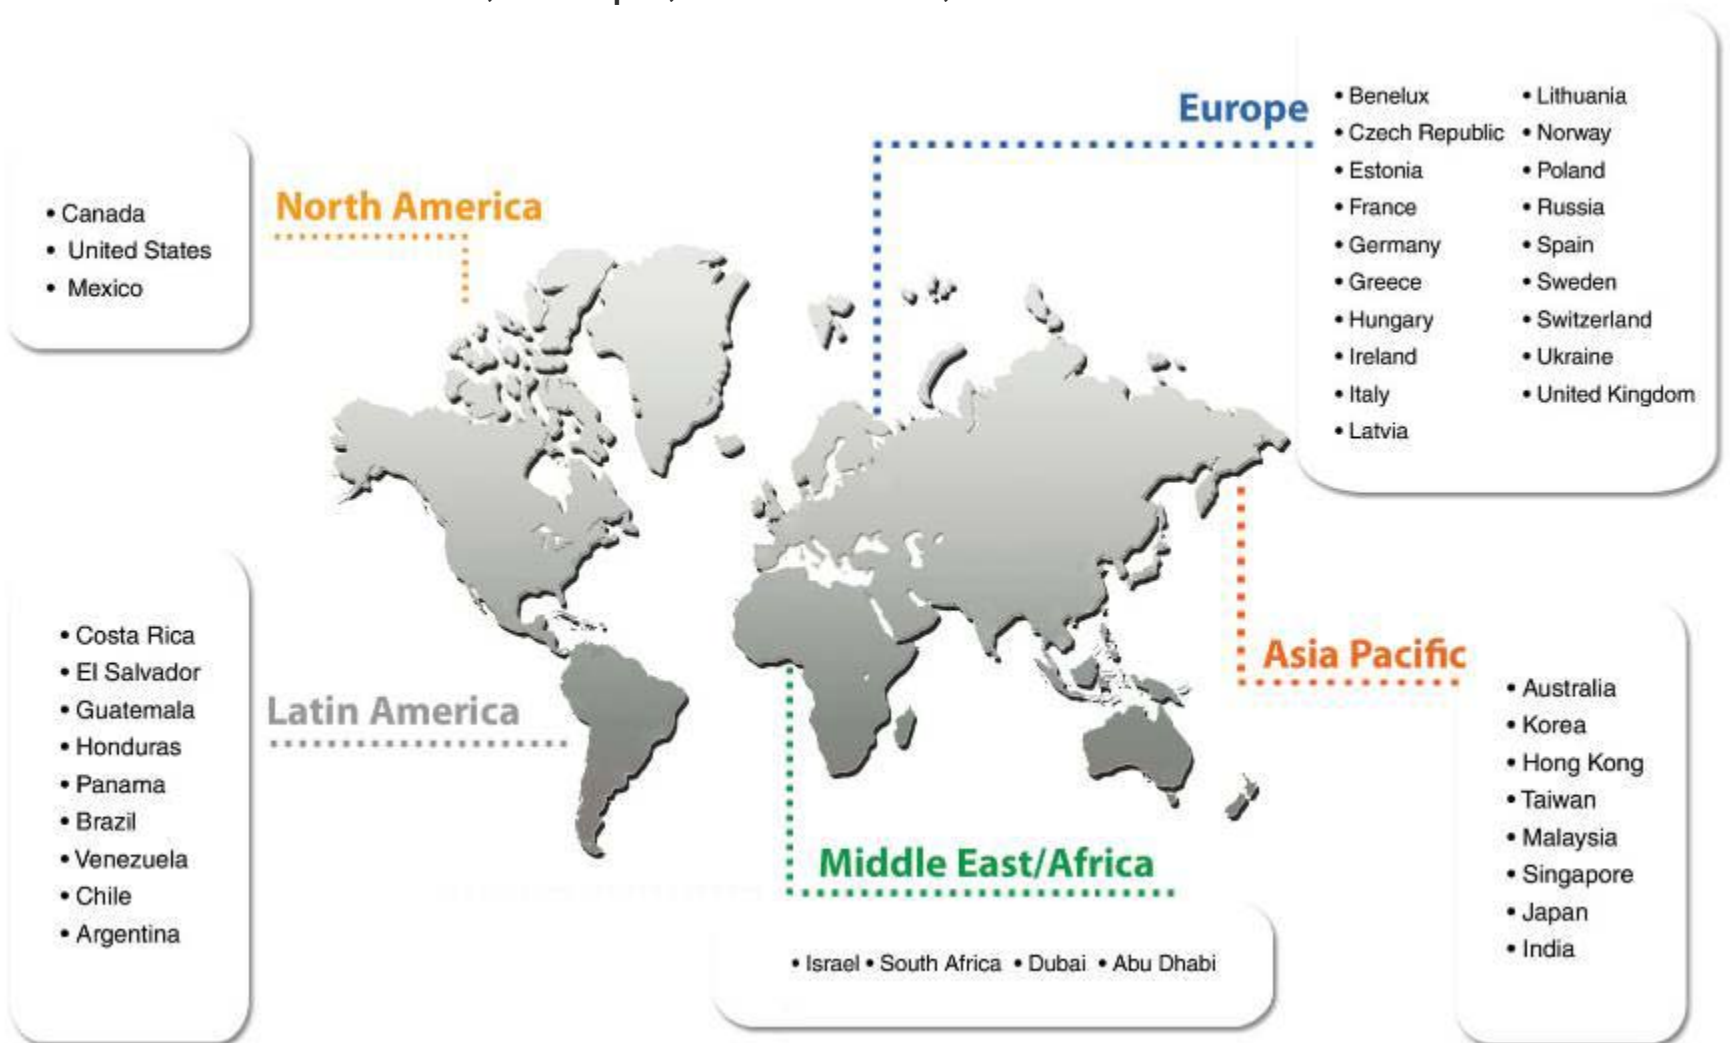 North America
• Canada
• United States
• Mexico
Europe
• Benelux
• Czech Republic
• Estonia
• France
• Germany
• Greece
• Hungary
• Ireland
• Italy
• Latvia
• Lithuania
• Norway
• Poland
• Russia
• Spain
• Sweden
• Switzerland
• Ukraine
• United Kingdom
Latin America
• Costa Rica
• El Salvador
• Guatemala
• Honduras
• Panama
• Brazil
• Venezuela
• Chile
• Argentina
Asia Pacific
• Australia
• Korea
• Hong Kong
• Taiwan
• Malaysia
• Singapore
• Japan
• India
Middle East/Africa
• Israel • South Africa • Dubai • Abu Dhabi